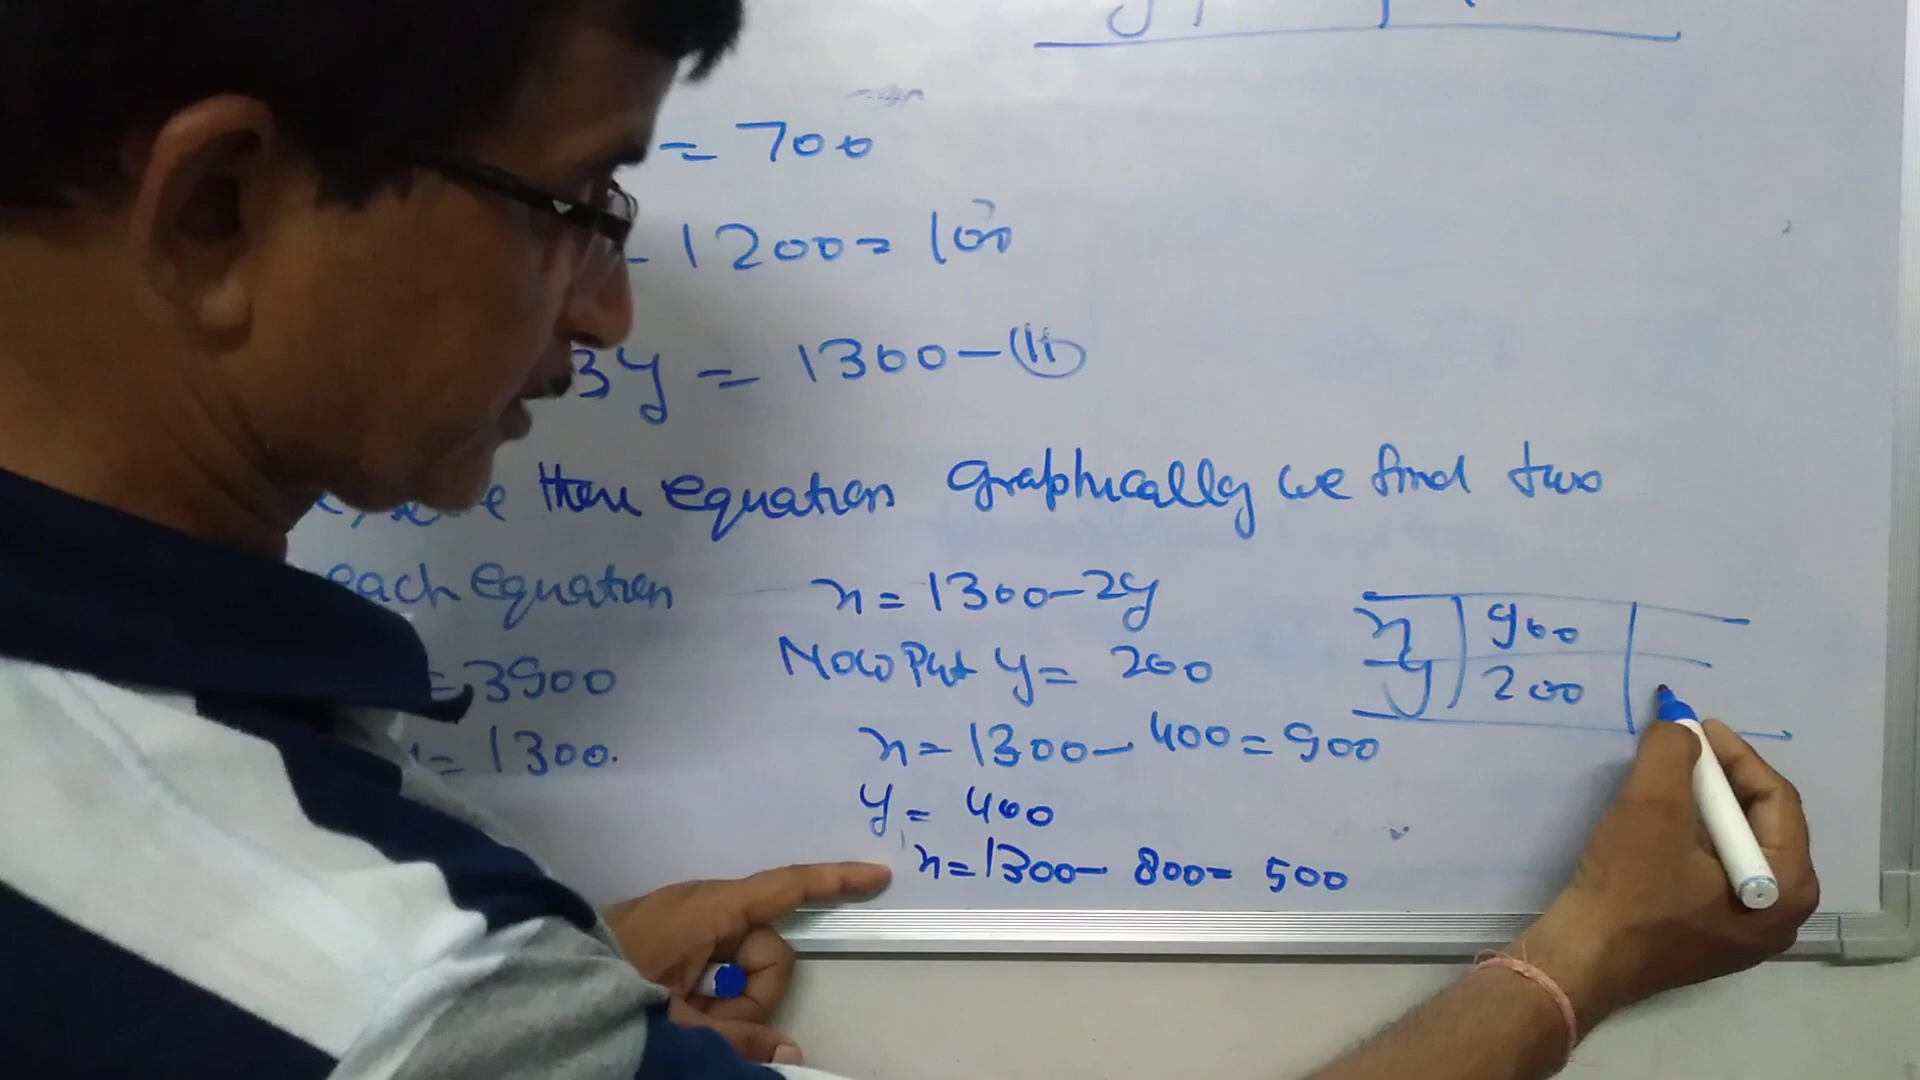 = 700
- 1200 = 100
3y = 1300 - (ii)
these equation graphically we find two
each equation
x = 1300 - 2y
= 3900
Now Put y = 200
= 1300.
x = 1300 - 400 = 900
y = 400
x = 1300 - 800 = 500
x 900
y 200